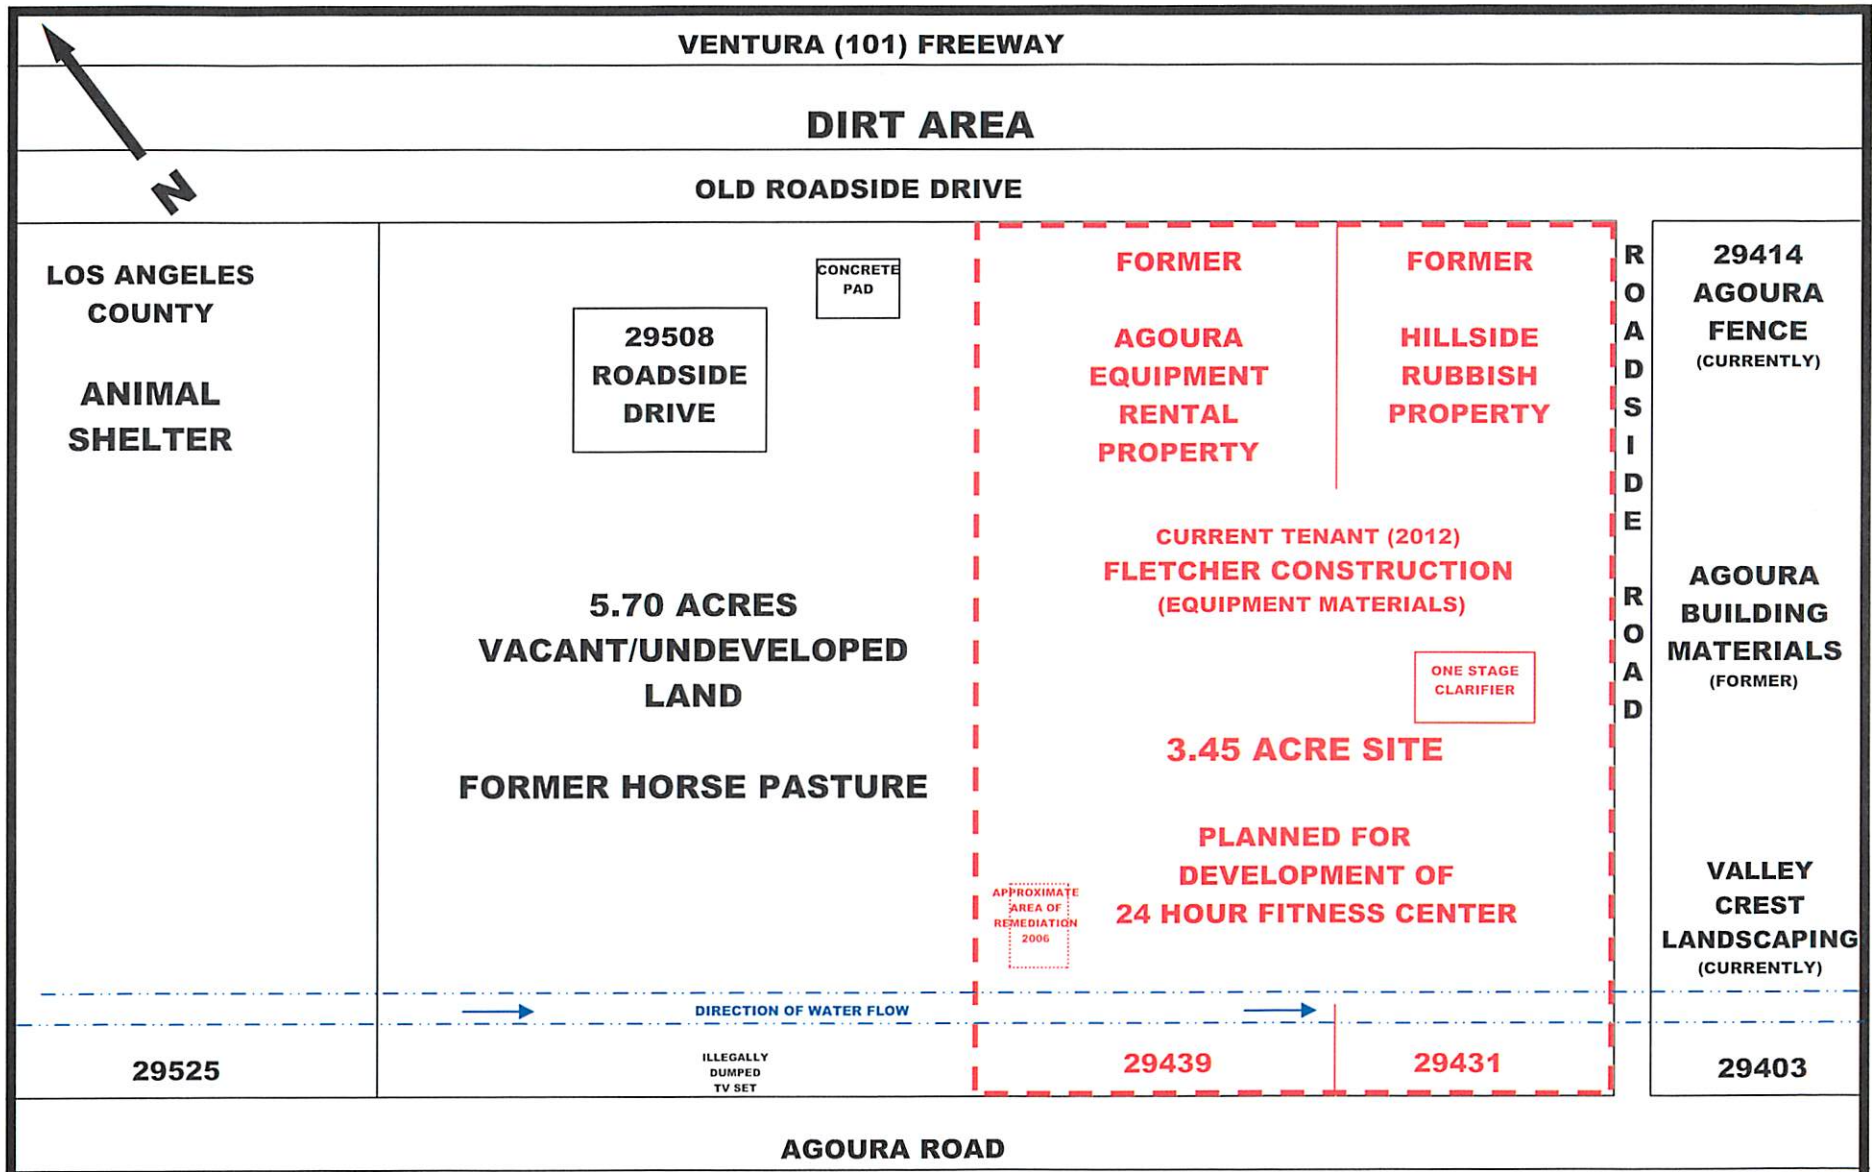 VENTURA (101) FREEWAY
DIRT AREA
N
OLD ROADSIDE DRIVE
LOS ANGELES
COUNTY
ANIMAL
SHELTER
29525
CONCRETE
PAD
29508
ROADSIDE
DRIVE
5.70 ACRES
VACANT/UNDEVELOPED
LAND
FORMER HORSE PASTURE
DIRECTION OF WATER FLOW
ILLEGALLY
DUMPED
TV SET
FORMER
AGOURA
EQUIPMENT
RENTAL
PROPERTY
FORMER
HILLSIDE
RUBBISH
PROPERTY
CURRENT TENANT (2012)
FLETCHER CONSTRUCTION
(EQUIPMENT MATERIALS)
ONE STAGE
CLARIFIER
3.45 ACRE SITE
PLANNED FOR
DEVELOPMENT OF
24 HOUR FITNESS CENTER
APPROXIMATE
AREA OF
REMEDIATION
2006
29439
29431
ROADSIDE ROAD
29414
AGOURA
FENCE
(CURRENTLY)
AGOURA
BUILDING
MATERIALS
(FORMER)
VALLEY
CREST
LANDSCAPING
(CURRENTLY)
29403
AGOURA ROAD